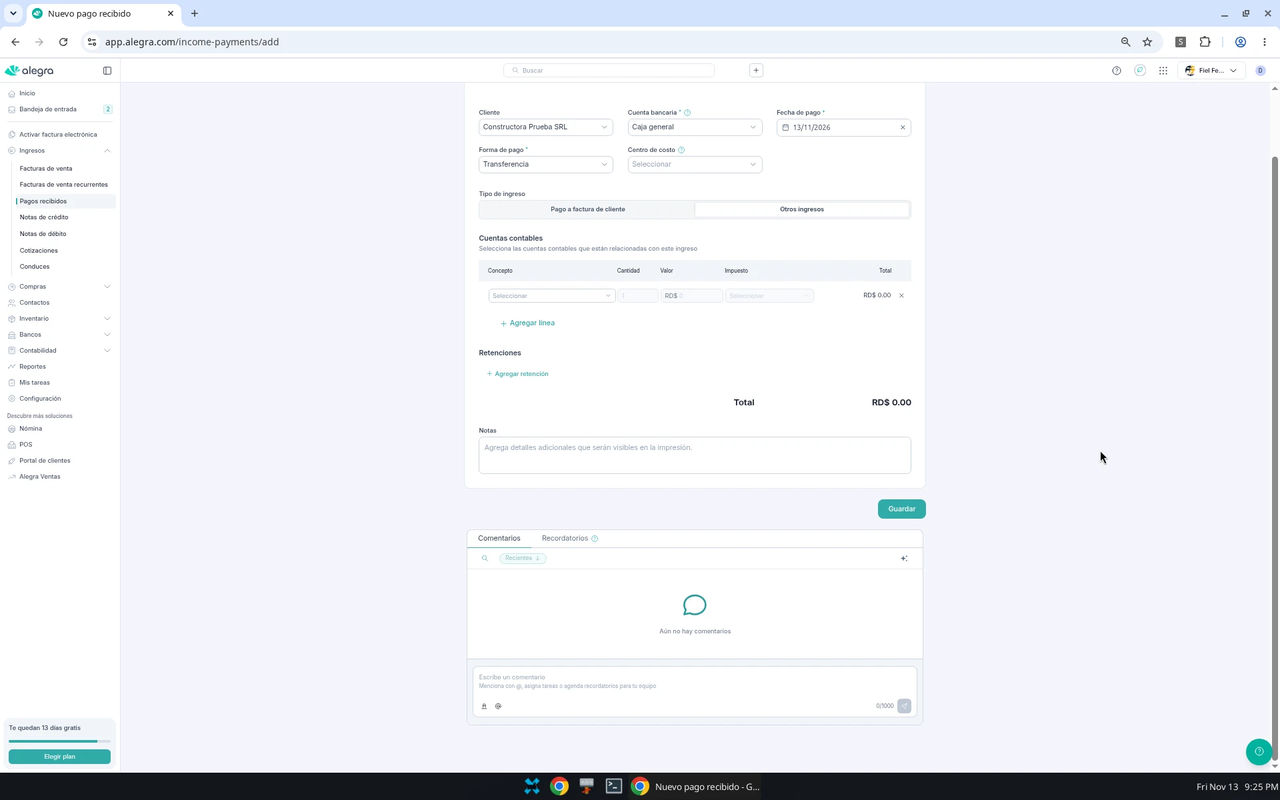 Nuevo pago recibido
app.alegra.com/income-payments/add
alegra
Buscar
Fiel Fe...
D
Inicio
Bandeja de entrada 2
Activar factura electrónica
Ingresos
Facturas de venta
Facturas de venta recurrentes
Pagos recibidos
Notas de crédito
Notas de débito
Cotizaciones
Conduces
Compras
Contactos
Inventario
Bancos
Contabilidad
Reportes
Mis tareas
Configuración
Descubre más soluciones
Nómina
POS
Portal de clientes
Alegra Ventas
Te quedan 13 días gratis
Elegir plan
Cliente Cuenta bancaria * Fecha de pago *
Constructora Prueba SRL Caja general 13/11/2026
Forma de pago * Centro de costo
Transferencia Seleccionar
Tipo de ingreso
Pago a factura de cliente Otros ingresos
Cuentas contables
Selecciona las cuentas contables que están relacionadas con este ingreso
Concepto Cantidad Valor Impuesto Total
Seleccionar 1 RD$ 0 Seleccionar RD$ 0.00
+ Agregar línea
Retenciones
+ Agregar retención
Total RD$ 0.00
Notas
Agrega detalles adicionales que serán visibles en la impresión.
Guardar
Comentarios Recordatorios
Recientes
Aún no hay comentarios
Escribe un comentario
Menciona con @, asigna tareas o agenda recordatorios para tu equipo
0/1000
Nuevo pago recibido - G...
Fri Nov 13 9:25 PM